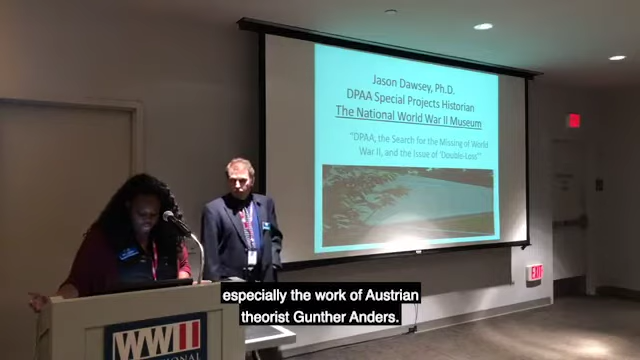 Jason Dawsey, Ph.D.
DPAA Special Projects Historian
The National World War II Museum
"DPAA, the Search for the Missing of World
War II, and the Issue of 'Double-Loss'"
EXIT
especially the work of Austrian
theorist Gunther Anders.
WWII